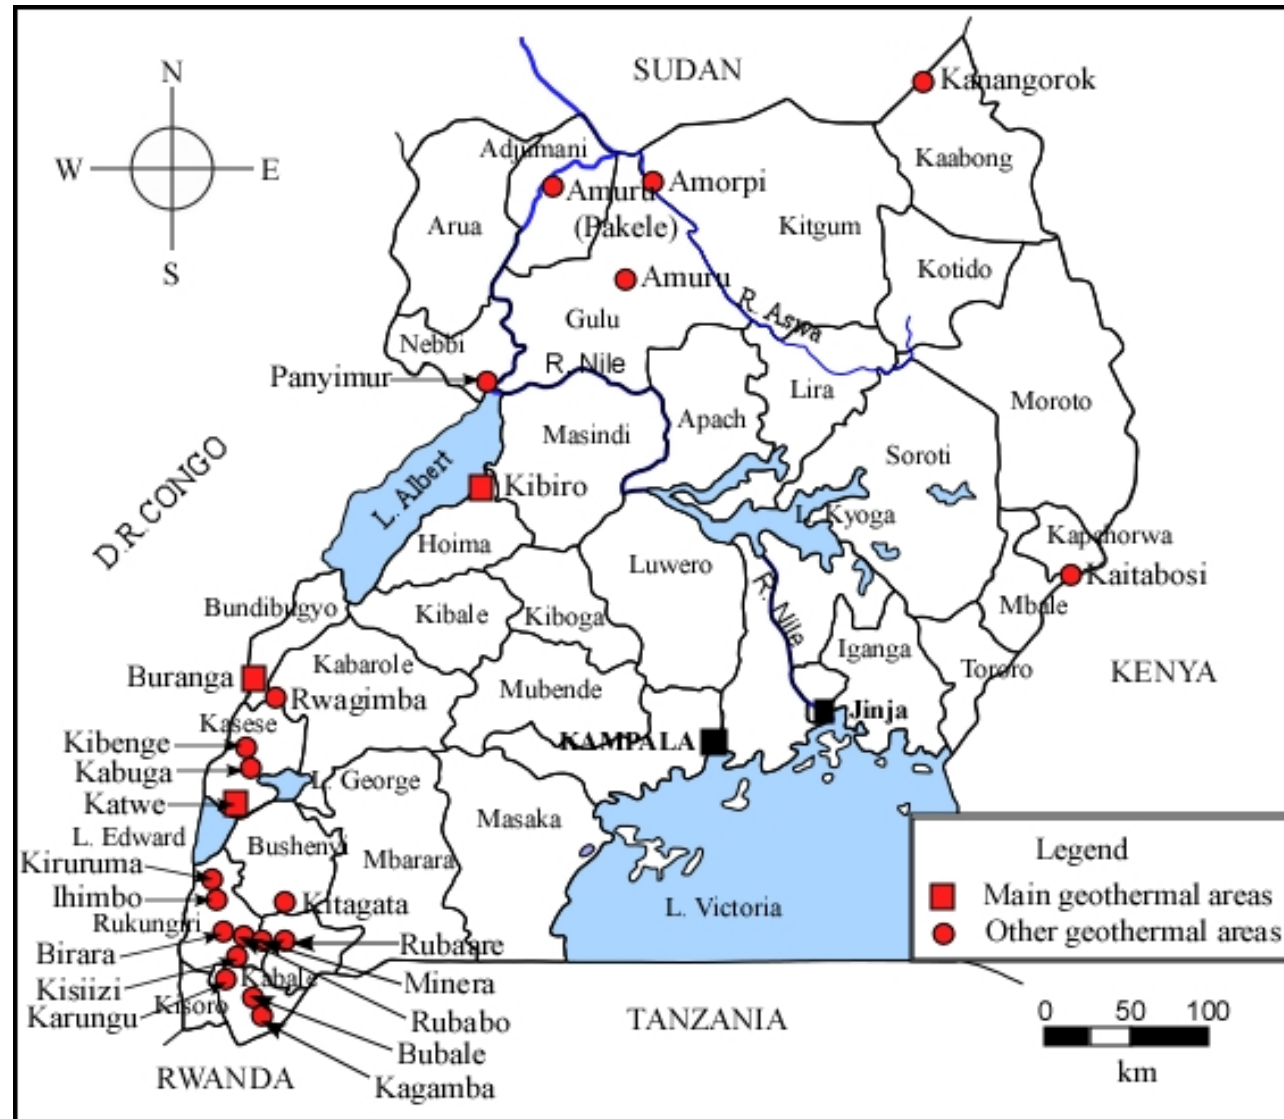 SUDAN
Kanangorok
N
W
E
S
Adjumani
Kaabong
Amuru
(Pakele)
Amorpi
Arua
Kitgum
Kotido
Amuru
R. Aswa
Gulu
Nebbi
R. Nile
Panyimur
Lira
Moroto
Apach
Masindi
Soroti
D.R. CONGO
L. Albert
Kibiro
L. Kyoga
Kapchorwa
Hoima
Luwero
Kaitabosi
Bundibugyo
Kibale
Kiboga
R. Nile
Mbale
Iganga
Kabarole
Tororo
KENYA
Buranga
Mubende
Rwagimba
Jinja
Kasese
Kibenge
KAMPALA
Kabuga
L. George
Katwe
Masaka
L. Edward
Bushenyi
Mbarara
Legend
Kiruruma
Main geothermal areas
Ihimbo
Kitagata
L. Victoria
Other geothermal areas
Rukungiri
Birara
Rubaare
Kabale
Minera
Kisiizi
Kisoro
Karungu
Rubabo
TANZANIA
0 50 100
km
Bubale
RWANDA
Kagamba